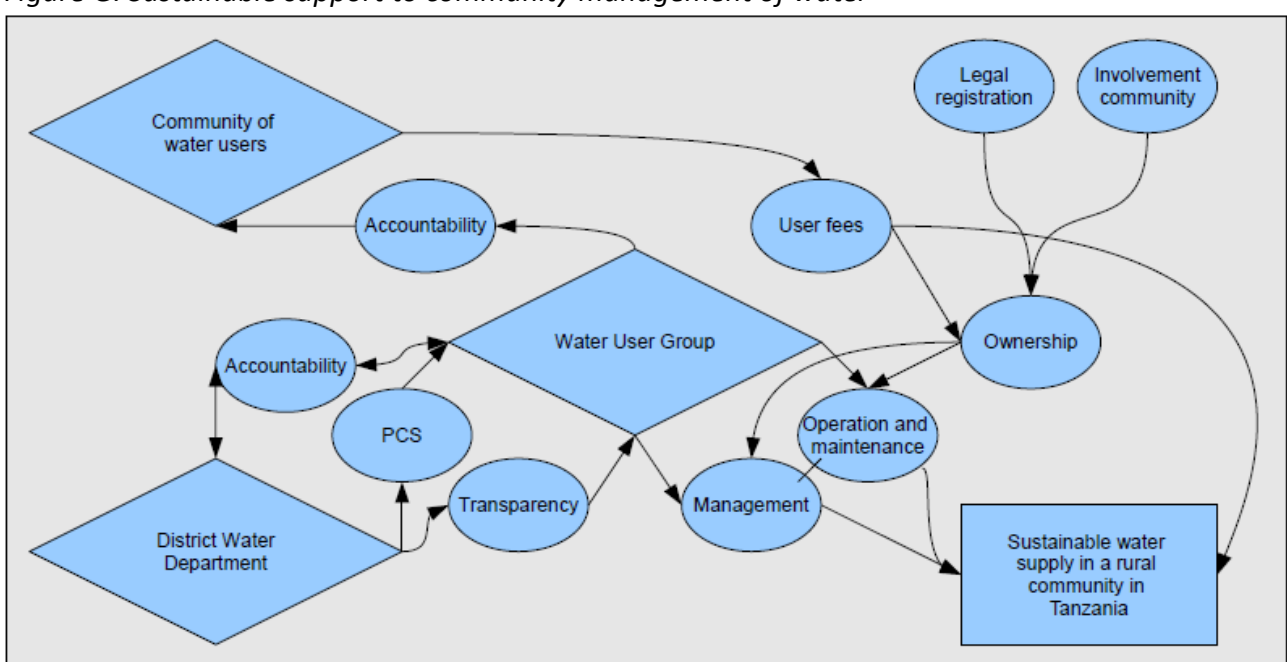 Figure G: Sustainable support to community management of water
Legal
registration
Involvement
community
Community of
water users
Accountability
User fees
Water User Group
Ownership
Accountability
PCS
Operation and
maintenance
Transparency
Management
District Water
Department
Sustainable water
supply in a rural
community in
Tanzania